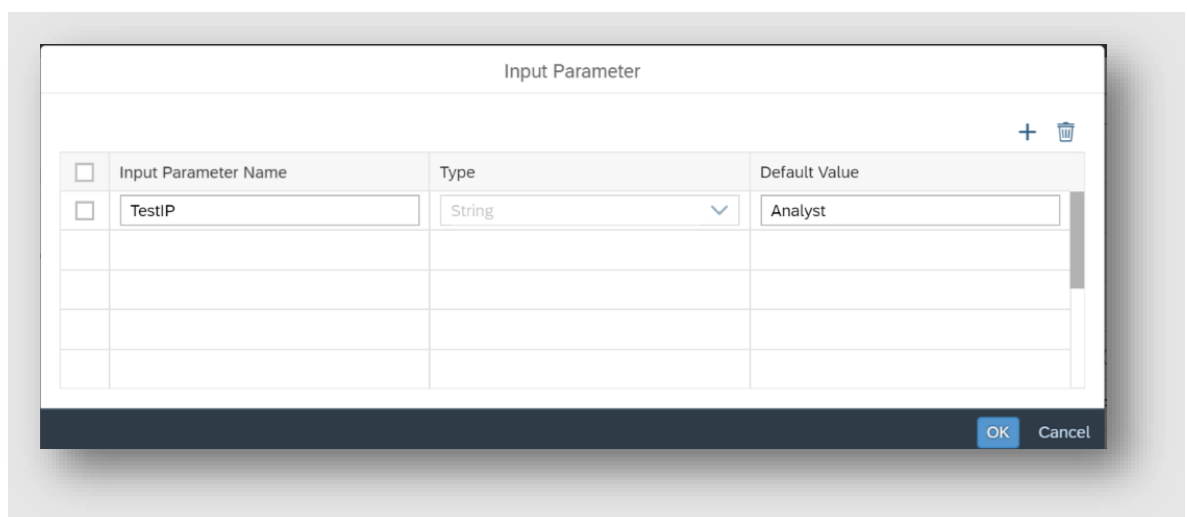 Input Parameter
Input Parameter Name Type Default Value
TestIP String Analyst
OK Cancel